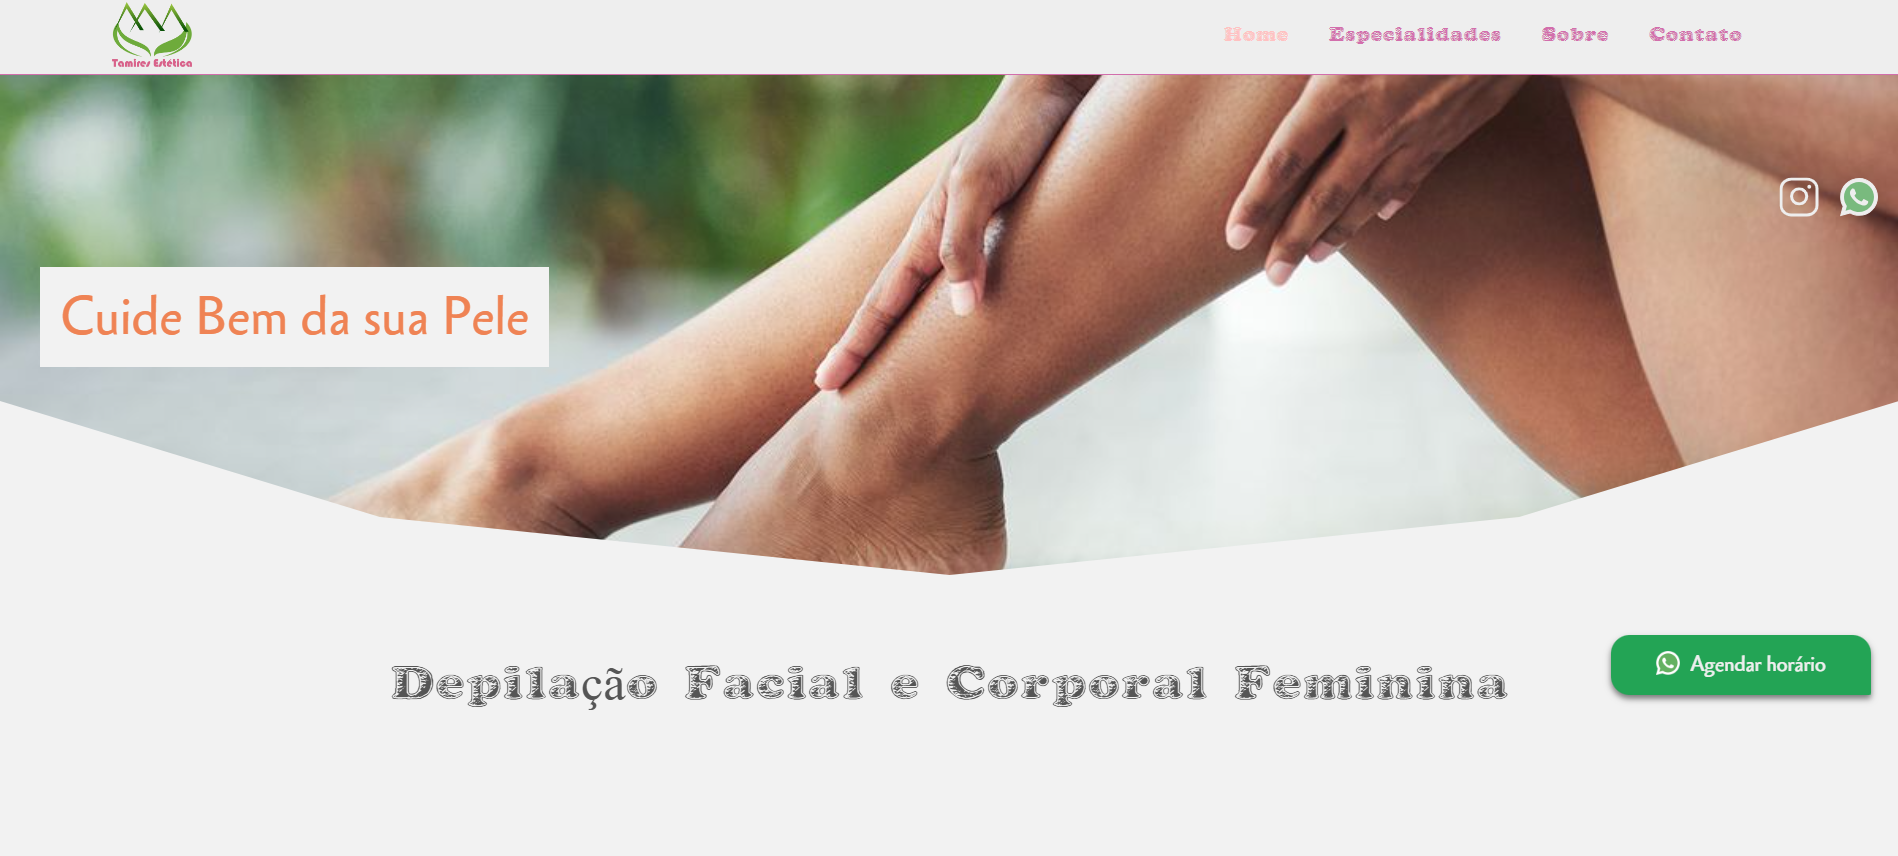 Tamires Estética
Home Especialidades Sobre Contato
Cuide Bem da sua Pele
Depilação Facial e Corporal Feminina
Agendar horário